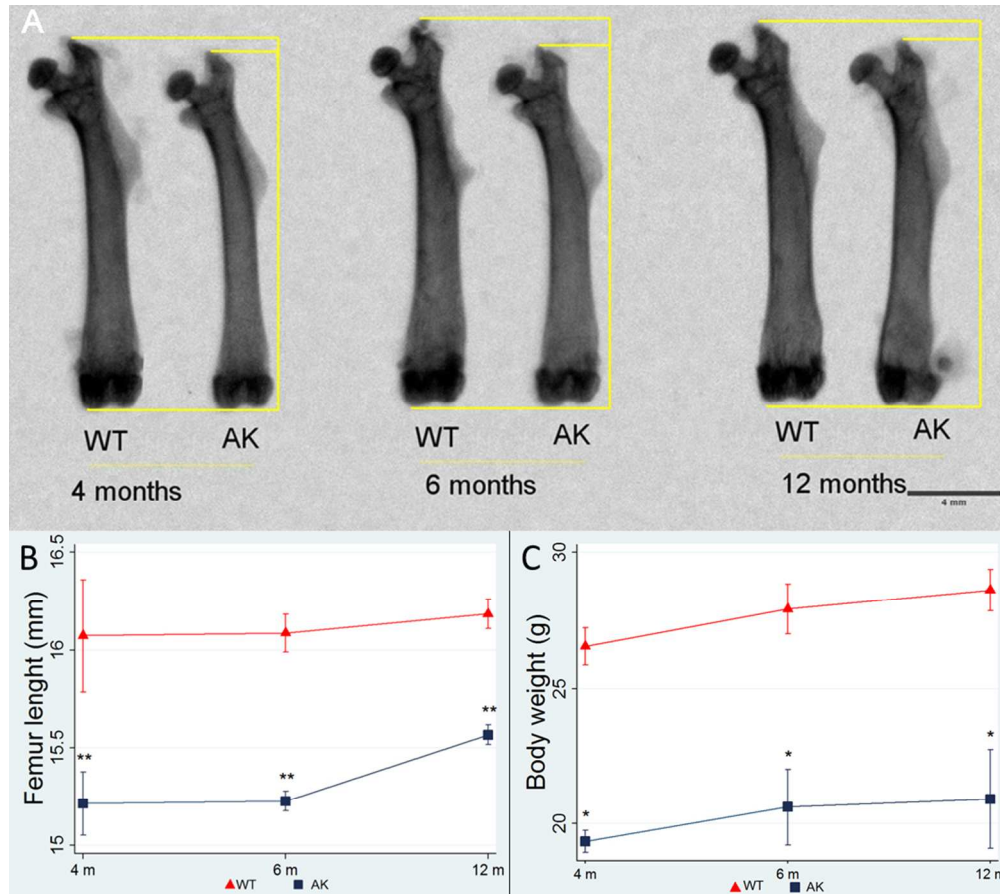 A
WT AK WT AK WT AK
4 months 6 months 12 months
4 mm
B
Femur lenght (mm)
16.5
16
15.5
15
** ** **
4 m 6 m 12 m
WT AK
C
Body weight (g)
30
25
20
* * *
4 m 6 m 12 m
WT AK